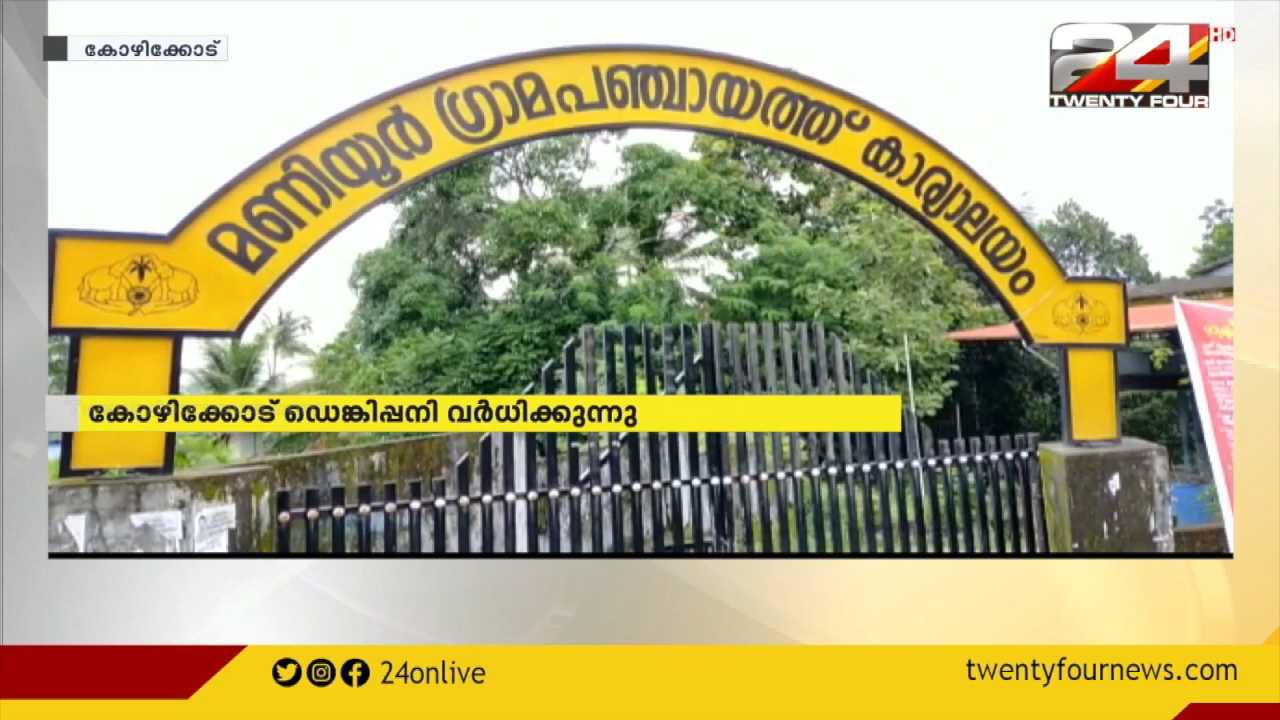 കോഴിക്കോട്
24 HD
TWENTY FOUR
മണിയൂർ ഗ്രാമപഞ്ചായത്ത് കാര്യാലയം
കോഴിക്കോട് ഡെങ്കിപ്പനി വർധിക്കുന്നു
24onlive
twentyfournews.com